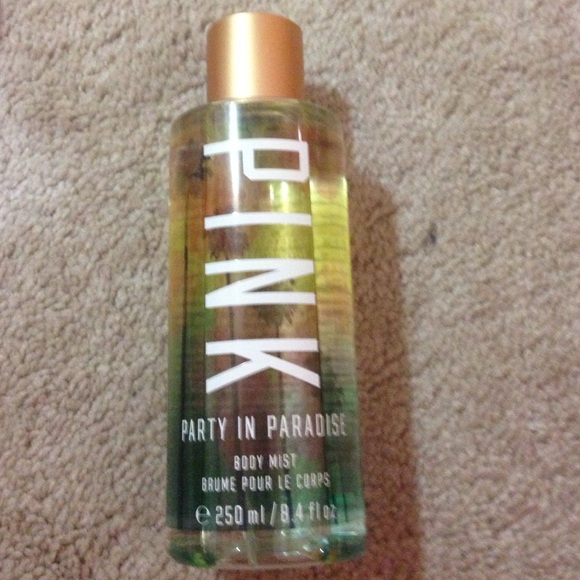 PINK
PARTY IN PARADISE
BODY MIST
BRUME POUR LE CORPS
℮ 250 ml / 8.4 fl oz